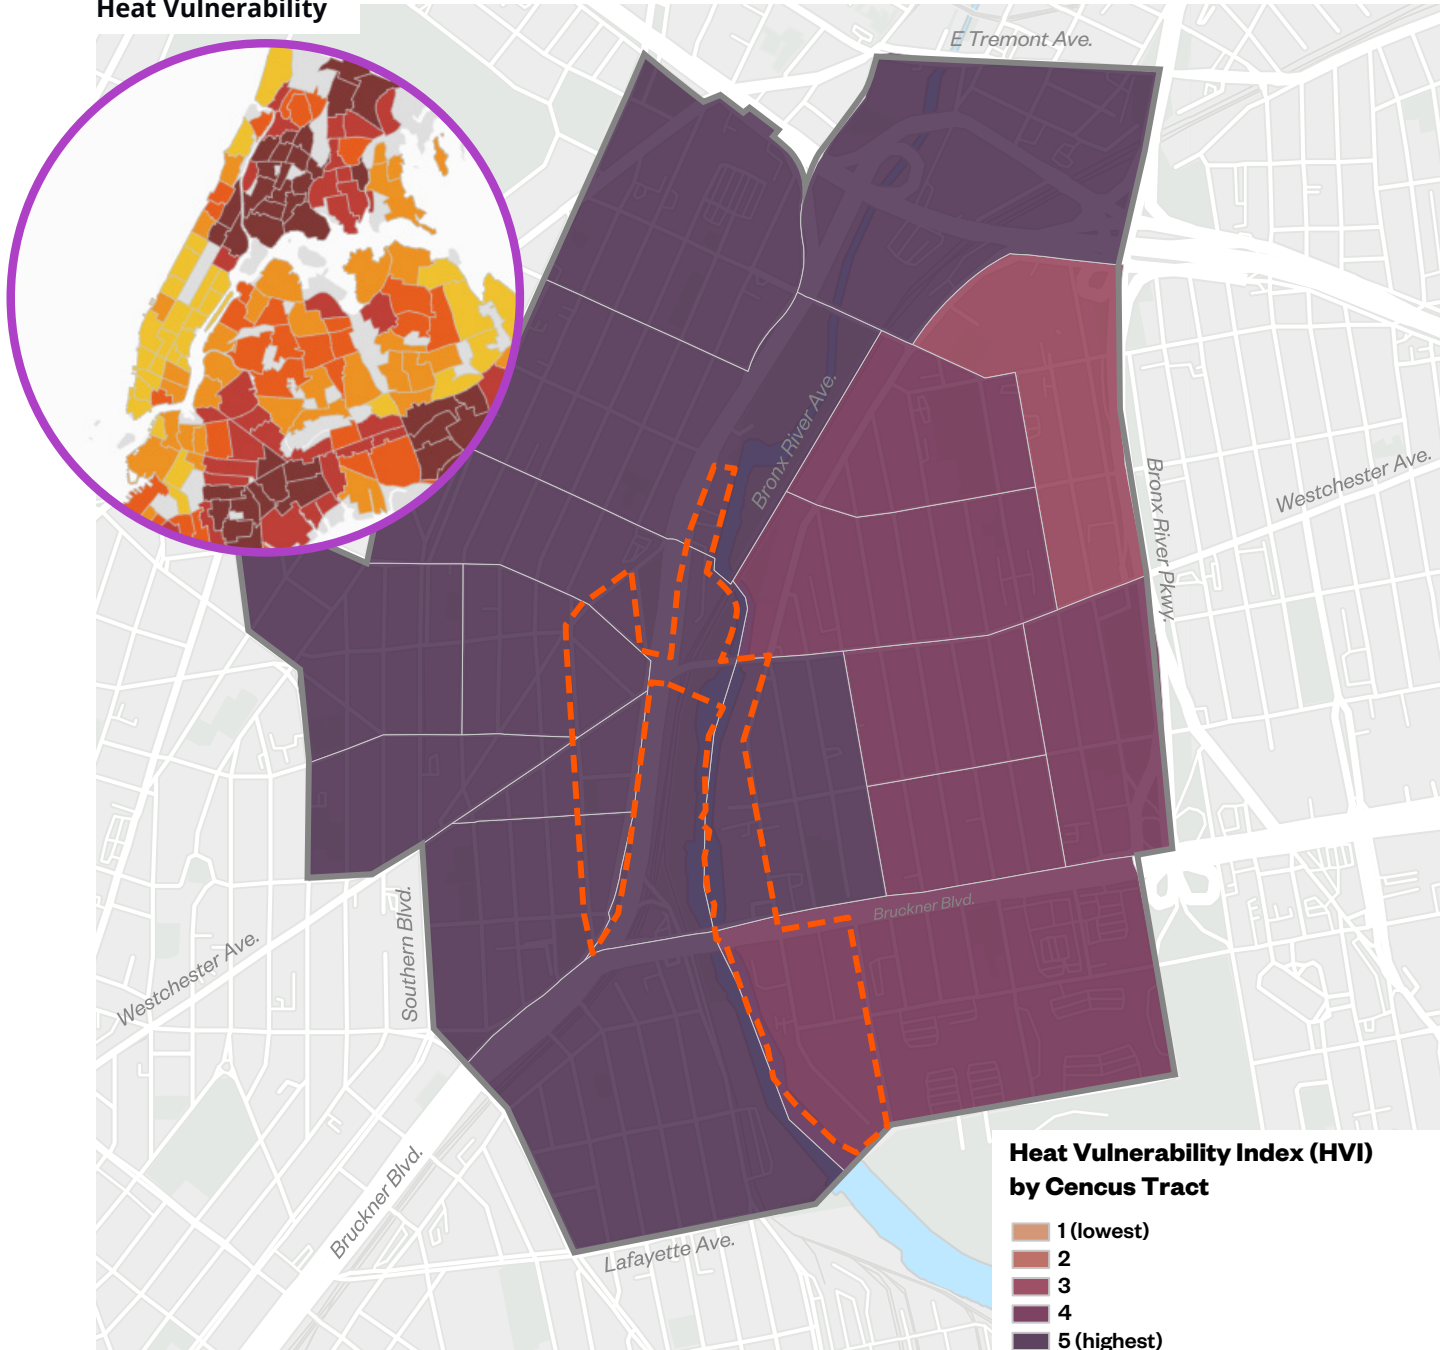 Heat Vulnerability
E Tremont Ave.
Bronx River Ave.
Bronx River Pkwy.
Westchester Ave.
Bruckner Blvd.
Southern Blvd.
Westchester Ave.
Bruckner Blvd.
Lafayette Ave.
Heat Vulnerability Index (HVI)
by Cencus Tract
1 (lowest)
2
3
4
5 (highest)